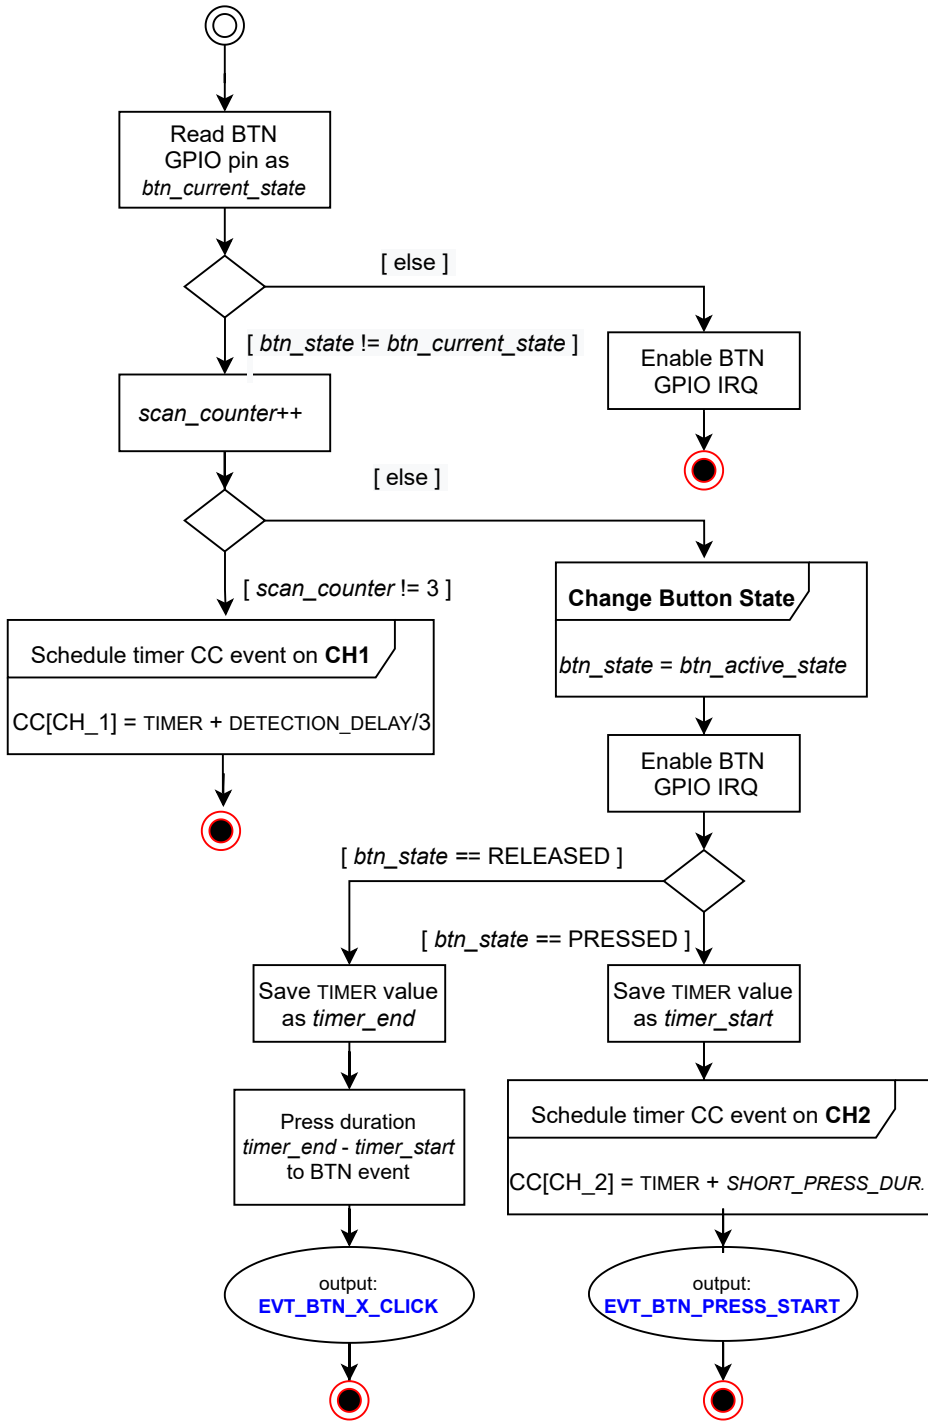 Read BTN
GPIO pin as
btn_current_state
[ else ]
[ btn_state != btn_current_state ]
Enable BTN
GPIO IRQ
scan_counter++
[ else ]
[ scan_counter != 3 ]
Change Button State
btn_state = btn_active_state
Schedule timer CC event on CH1
CC[CH_1] = TIMER + DETECTION_DELAY/3
Enable BTN
GPIO IRQ
[ btn_state == RELEASED ]
[ btn_state == PRESSED ]
Save TIMER value
as timer_end
Save TIMER value
as timer_start
Press duration
timer_end - timer_start
to BTN event
Schedule timer CC event on CH2
CC[CH_2] = TIMER + SHORT_PRESS_DUR.
output:
EVT_BTN_X_CLICK
output:
EVT_BTN_PRESS_START